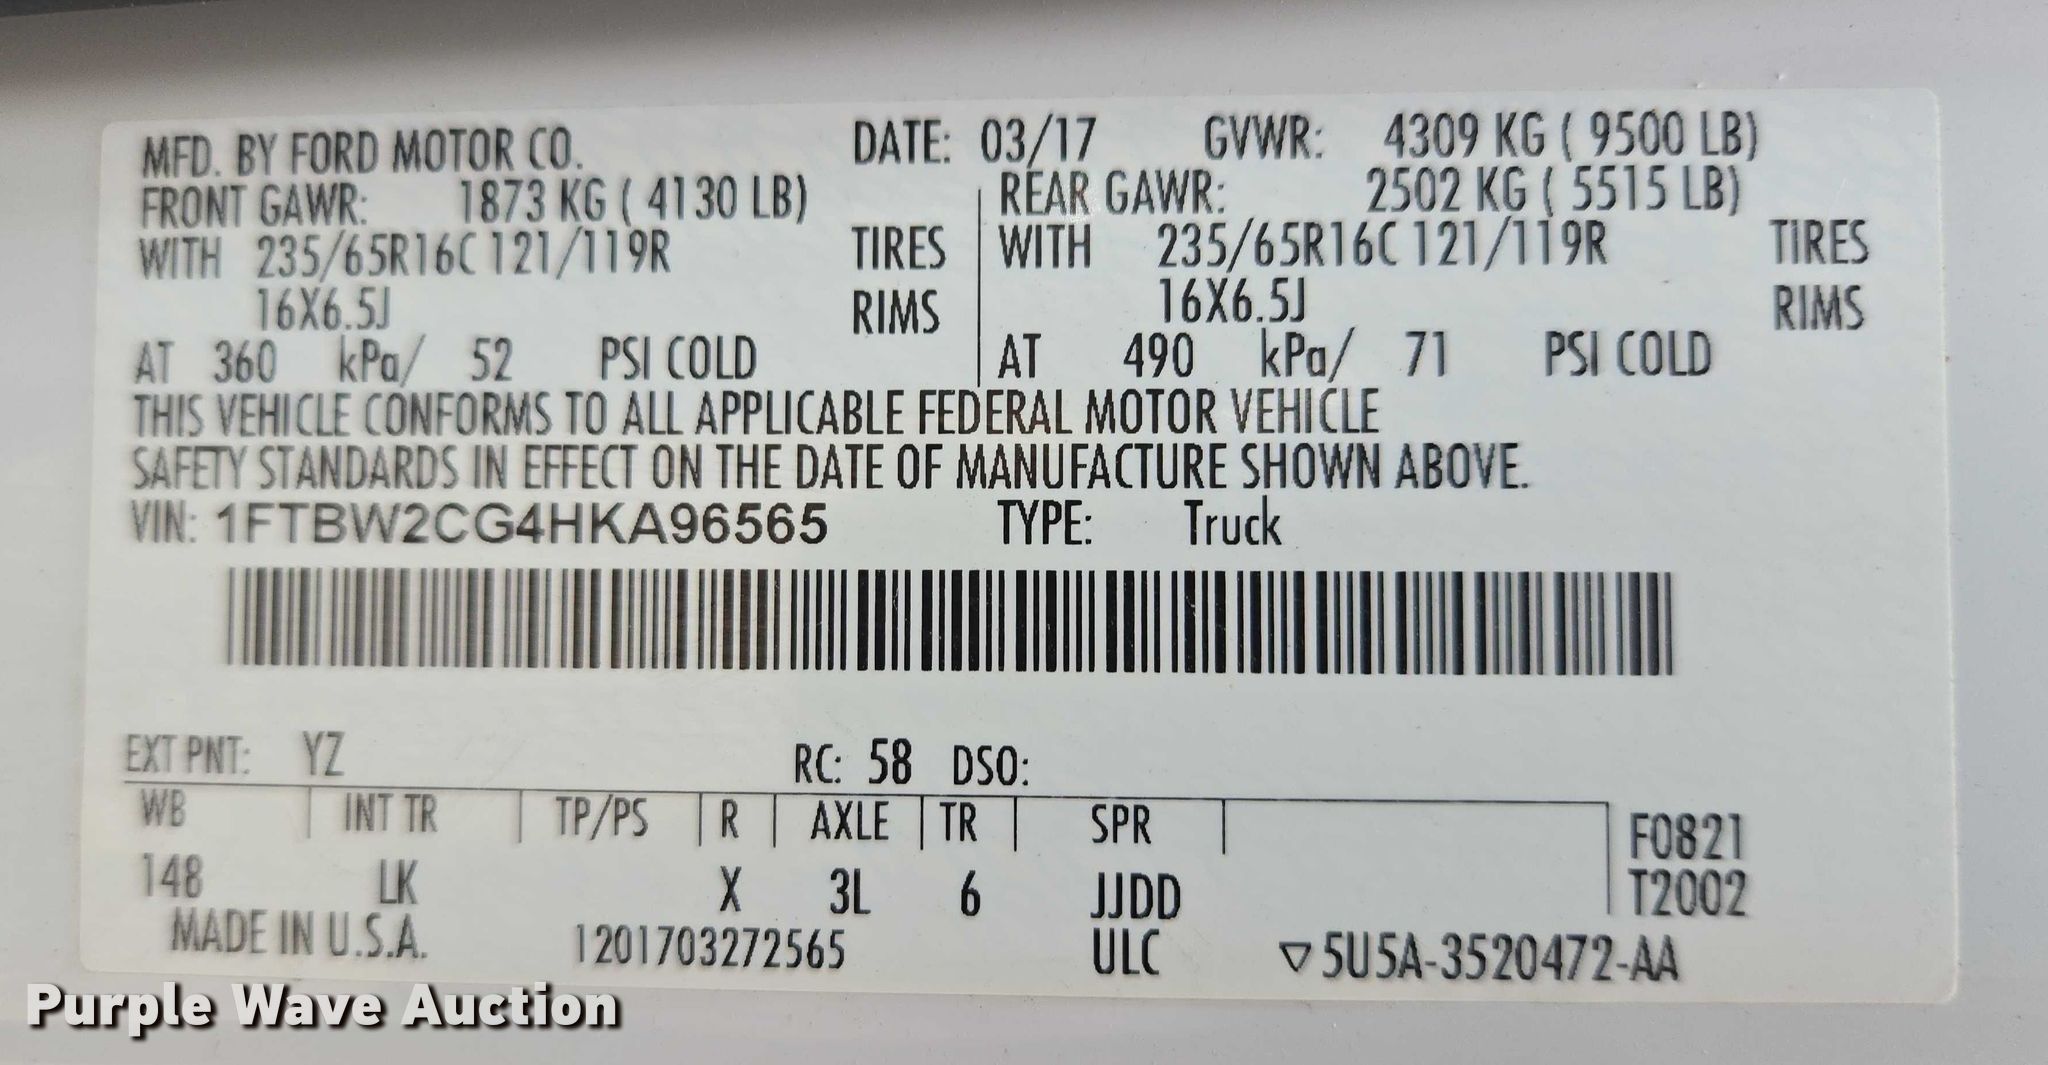 MFD. BY FORD MOTOR CO. DATE: 03/17 GVWR: 4309 KG ( 9500 LB)
FRONT GAWR: 1873 KG ( 4130 LB) REAR GAWR: 2502 KG ( 5515 LB)
WITH 235/65R16C 121/119R TIRES WITH 235/65R16C 121/119R TIRES
16X6.5J RIMS 16X6.5J RIMS
AT 360 kPa/ 52 PSI COLD AT 490 kPa/ 71 PSI COLD
THIS VEHICLE CONFORMS TO ALL APPLICABLE FEDERAL MOTOR VEHICLE
SAFETY STANDARDS IN EFFECT ON THE DATE OF MANUFACTURE SHOWN ABOVE.
VIN: 1FTBW2CG4HKA96565 TYPE: Truck
EXT PNT: YZ RC: 58 DSO:
WB INT TR TP/PS R AXLE TR SPR F0821
148 LK X 3L 6 JJDD T2002
MADE IN U.S.A. 1201703272565 ULC ▽5U5A-3520472-AA
Purple Wave Auction